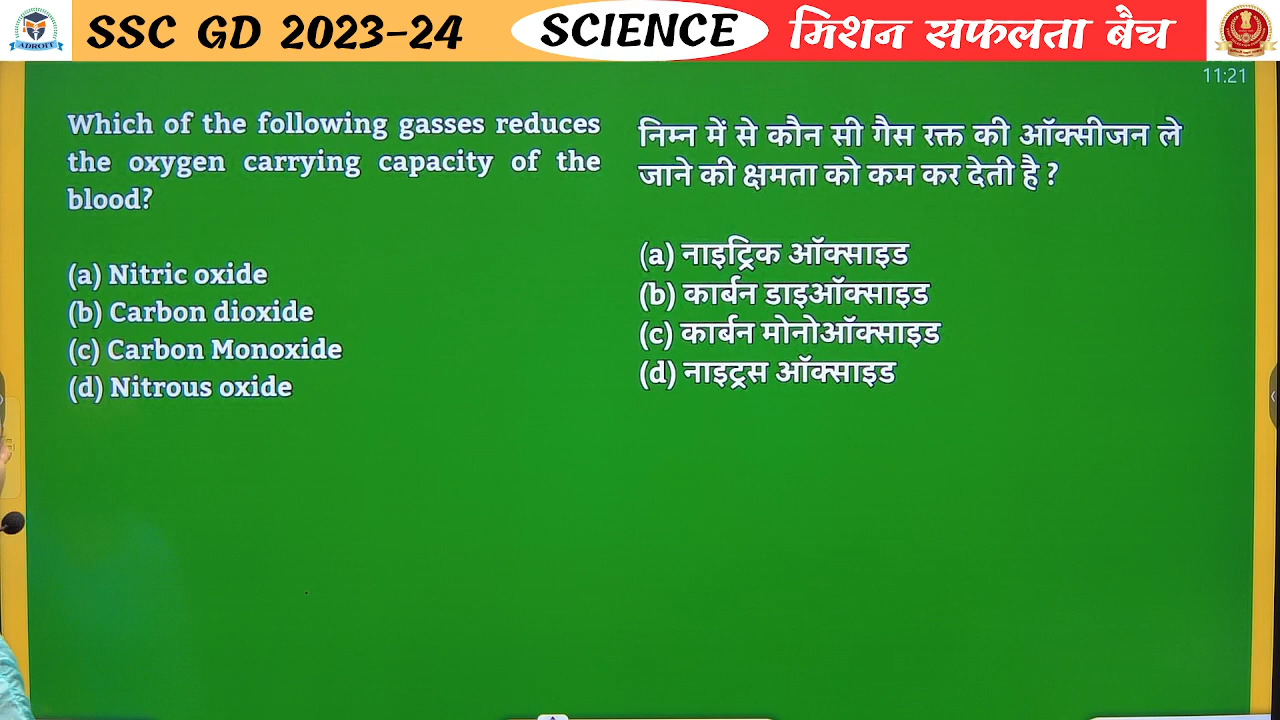 ADROIT
SSC GD 2023-24
SCIENCE
मिशन सफलता बैच
11:21
Which of the following gasses reduces
the oxygen carrying capacity of the
blood?
(a) Nitric oxide
(b) Carbon dioxide
(c) Carbon Monoxide
(d) Nitrous oxide
निम्न में से कौन सी गैस रक्त की ऑक्सीजन ले
जाने की क्षमता को कम कर देती है ?
(a) नाइट्रिक ऑक्साइड
(b) कार्बन डाइऑक्साइड
(c) कार्बन मोनोऑक्साइड
(d) नाइट्रस ऑक्साइड